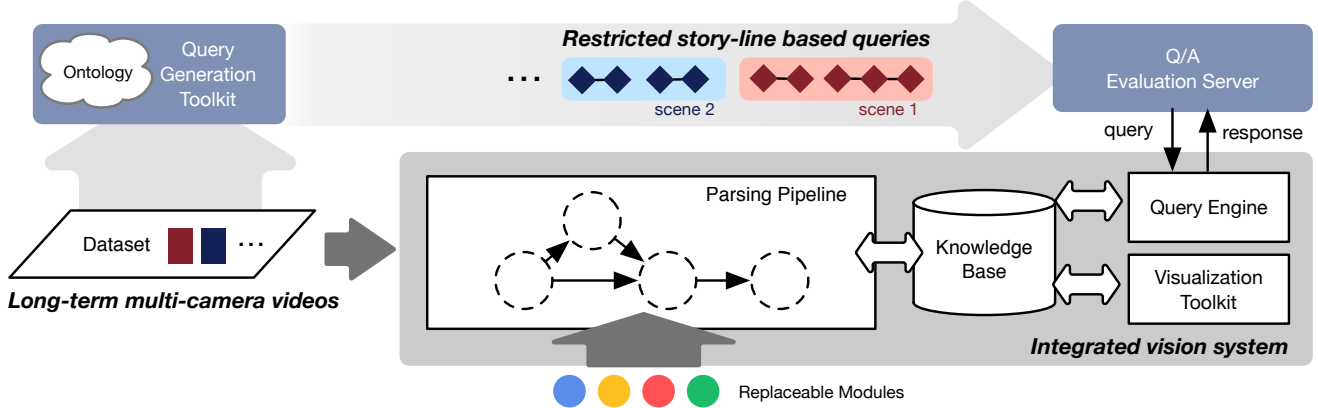 Ontology
Query
Generation
Toolkit
Restricted story-line based queries
...
scene 2
scene 1
Q/A
Evaluation Server
query
response
Dataset
...
Long-term multi-camera videos
Parsing Pipeline
Knowledge
Base
Query Engine
Visualization
Toolkit
Integrated vision system
Replaceable Modules